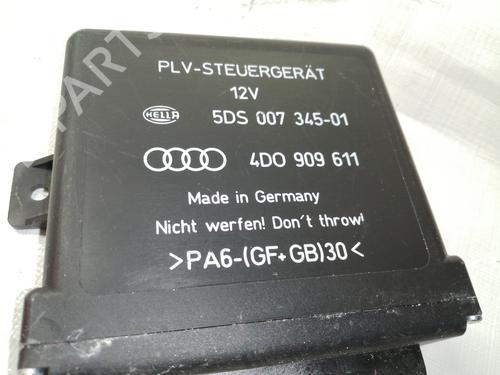 PLV-STEUERGERÄT
12V
HELLA 5DS 007 345-01
4D0 909 611
Made in Germany
Nicht werfen! Don't throw!
>PA6-(GF+GB)30<